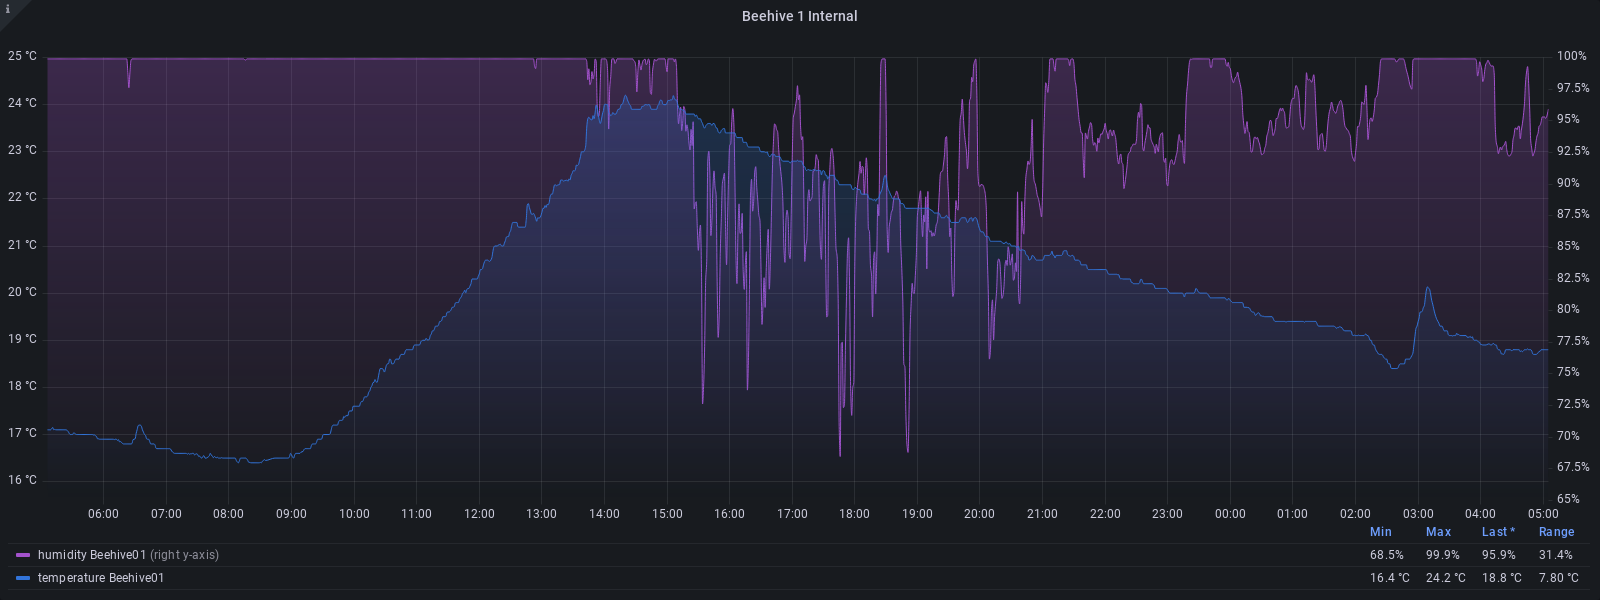 i
Beehive 1 Internal
25 °C 100%
24 °C 97.5%
23 °C 95%
22 °C 92.5%
21 °C 90%
20 °C 87.5%
19 °C 85%
18 °C 82.5%
17 °C 80%
16 °C 77.5%
75%
72.5%
70%
67.5%
65%
06:00 07:00 08:00 09:00 10:00 11:00 12:00 13:00 14:00 15:00 16:00 17:00 18:00 19:00 20:00 21:00 22:00 23:00 00:00 01:00 02:00 03:00 04:00 05:00
Min Max Last * Range
humidity Beehive01 (right y-axis) 68.5% 99.9% 95.9% 31.4%
temperature Beehive01 16.4 °C 24.2 °C 18.8 °C 7.80 °C